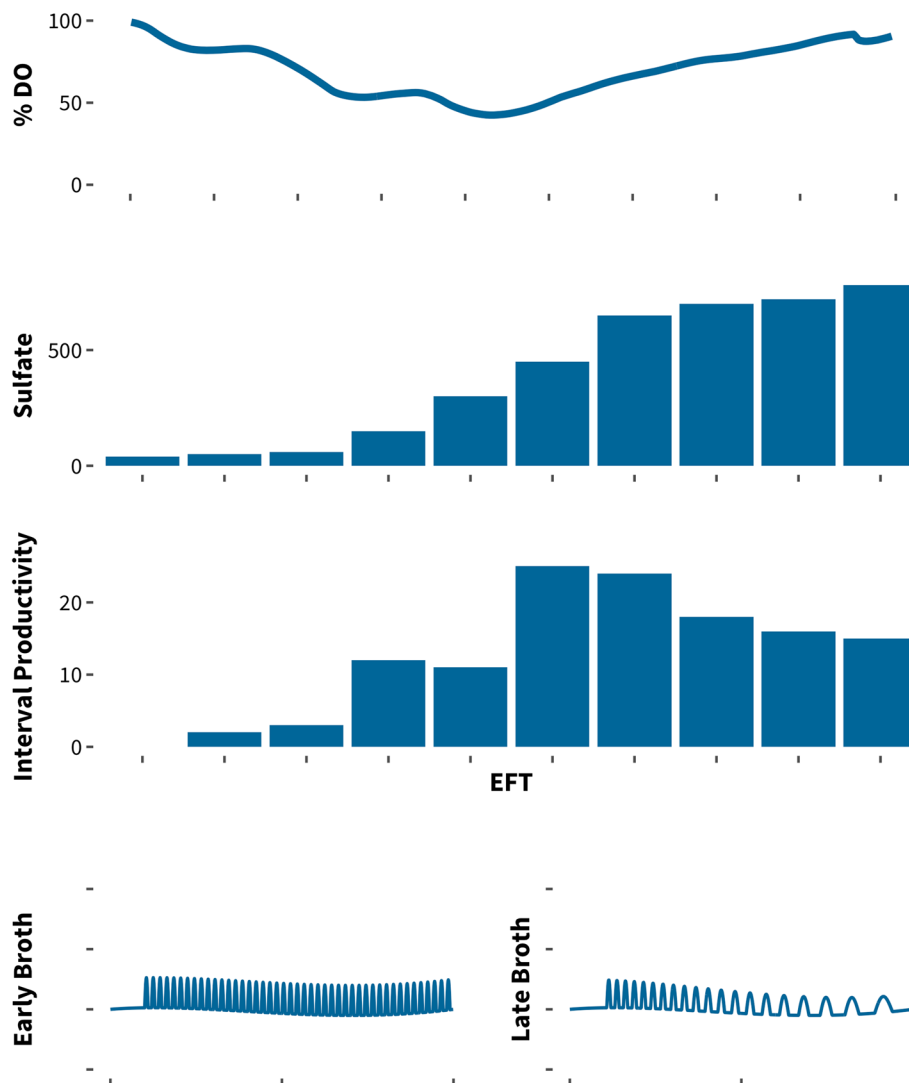 % DO
100
50
0
Sulfate
500
0
Interval Productivity
20
10
0
EFT
Early Broth
Late Broth